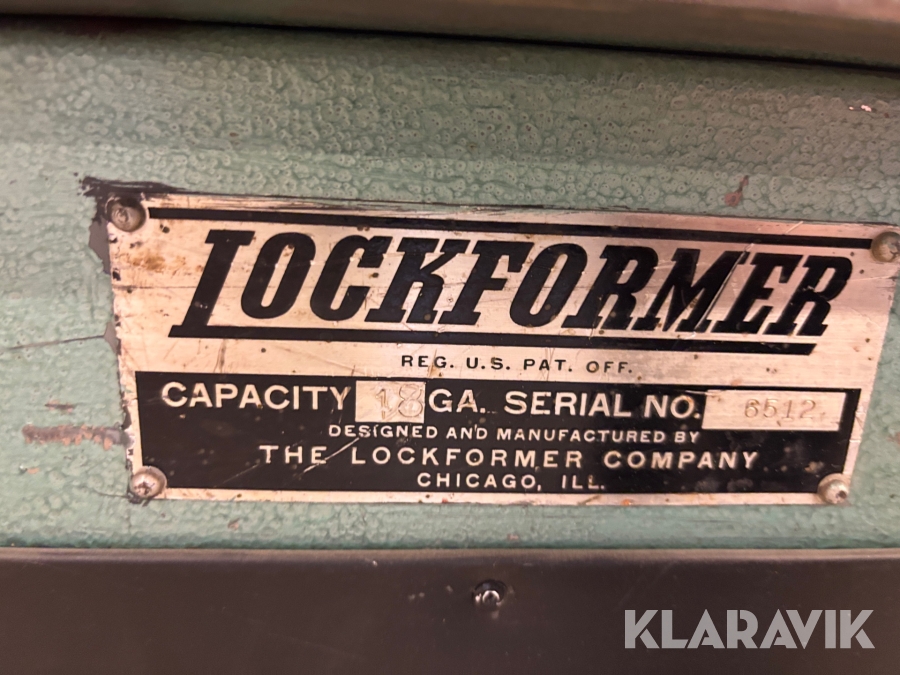 LOCKFORMER
REG. U.S. PAT. OFF.
CAPACITY 18 GA. SERIAL NO. 6512
DESIGNED AND MANUFACTURED BY
THE LOCKFORMER COMPANY
CHICAGO, ILL.
KLARAVIK